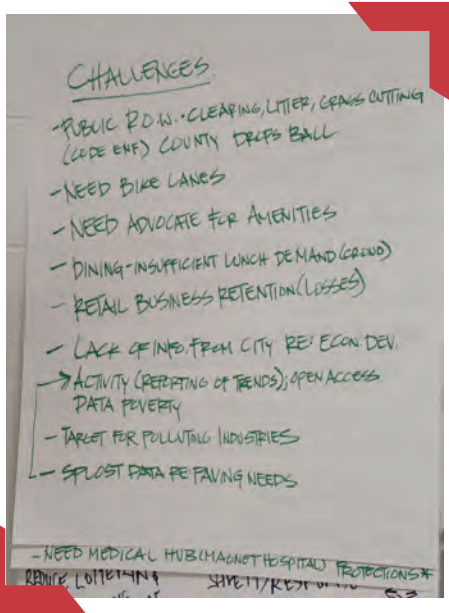 CHALLENGES
- PUBLIC R.O.W. - CLEARING, LITTER, GRASS CUTTING
(CODE ENF) COUNTY DROPS BALL
- NEED BIKE LANES
- NEED ADVOCATE FOR AMENITIES
- DINING - INSUFFICIENT LUNCH DEMAND (CROWD)
- RETAIL BUSINESS RETENTION (LOSSES)
- LACK OF INFO. FROM CITY RE: ECON. DEV.
→ ACTIVITY (REPORTING OF TRENDS); OPEN ACCESS
DATA POVERTY
- TARGET FOR POLLUTING INDUSTRIES
- SPLOST DATA RE: PAVING NEEDS
- NEED MEDICAL HUB (MAGNET HOSPITAL) PROTECTIONS*
REDUCE LOITERING